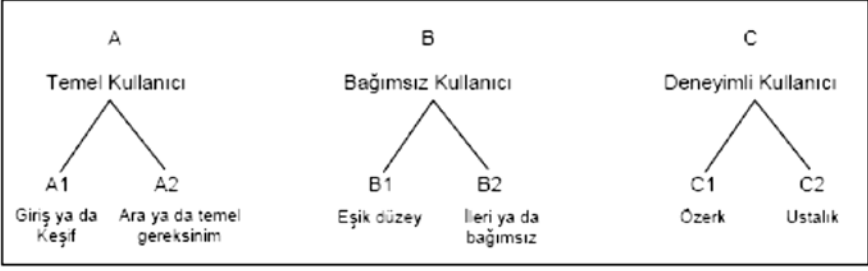 A
B
C
Temel Kullanıcı
Bağımsız Kullanıcı
Deneyimli Kullanıcı
A1
A2
B1
B2
C1
C2
Giriş ya da
Keşif
Ara ya da temel
gereksinim
Eşik düzey
İleri ya da
bağımsız
Özerk
Ustalık